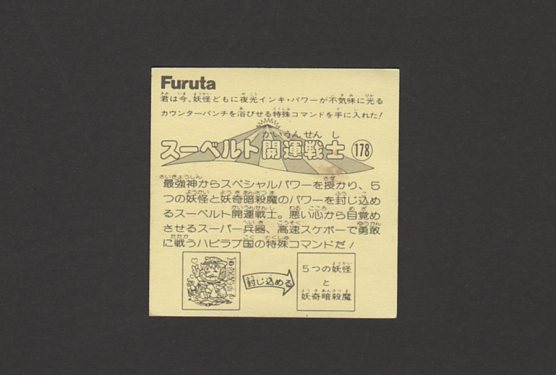 Furuta
君は今、妖怪どもに夜光インキ・パワーが不気味に光る
カウンターパンチを浴びせる特殊コマンドを手に入れた!
スーペルト開運戦士 178
最強神からスペシャルパワーを授かり、5
つの妖怪と妖奇暗殺魔のパワーを封じ込め
るスーペルト開運戦士。悪い心から目覚め
させるスーパー兵器、高速スケボーで勇敢
に戦うハピラブ国の特殊コマンドだ!
封じ込める
5つの妖怪
と
妖奇暗殺魔